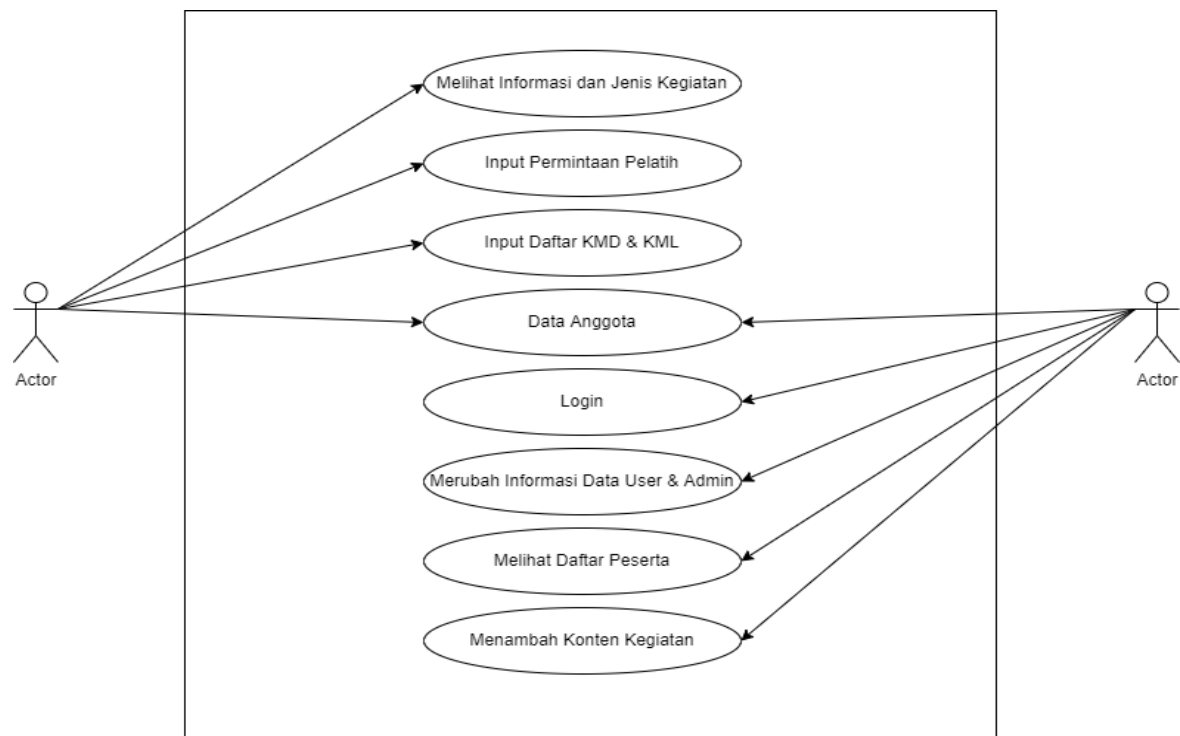 Melihat Informasi dan Jenis Kegiatan
Input Permintaan Pelatih
Input Daftar KMD & KML
Data Anggota
Login
Merubah Informasi Data User & Admin
Melihat Daftar Peserta
Menambah Konten Kegiatan
Actor
Actor